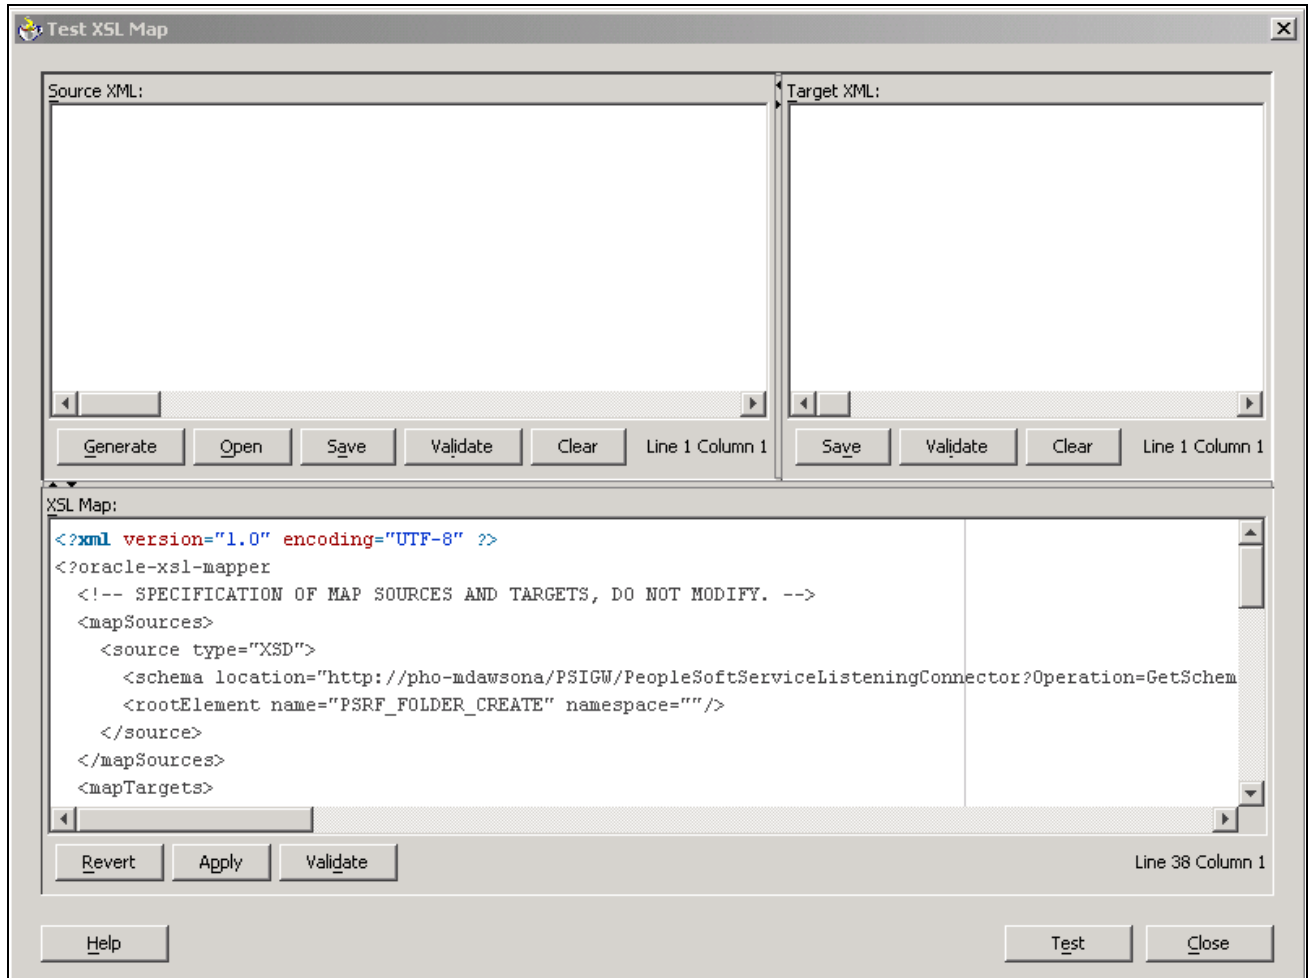 Test XSL Map
Source XML:
Target XML:
Generate Open Save Validate Clear Line 1 Column 1
Save Validate Clear Line 1 Column 1
XSL Map:
<?xml version="1.0" encoding="UTF-8" ?>
<?oracle-xsl-mapper
<!-- SPECIFICATION OF MAP SOURCES AND TARGETS, DO NOT MODIFY. -->
<mapSources>
<source type="XSD">
<schema location="http://pho-mdawsona/PSIGW/PeopleSoftServiceListeningConnector?Operation=GetSchem
<rootElement name="PSRF_FOLDER_CREATE" namespace=""/>
</source>
</mapSources>
<mapTargets>
Revert Apply Validate Line 38 Column 1
Help Test Close